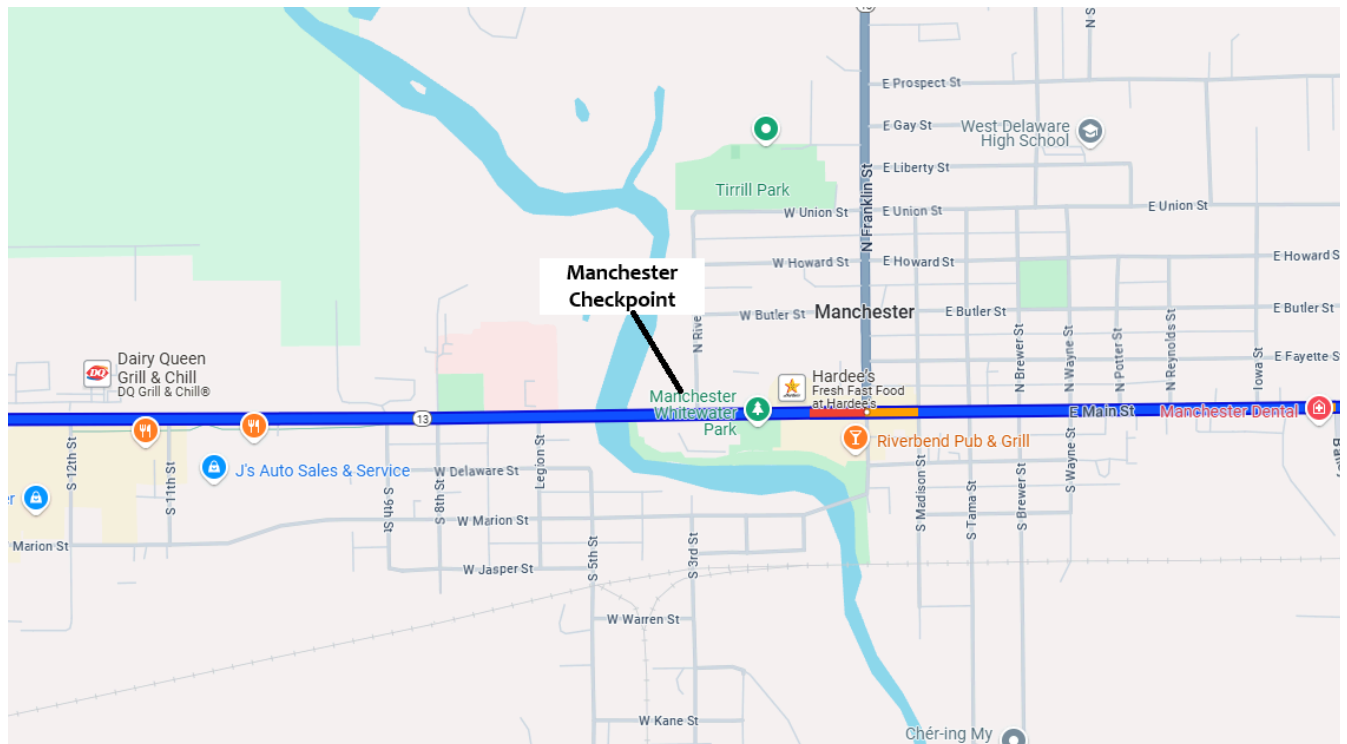 E Prospect St
E Gay St
West Delaware
High School
E Liberty St
Tirrill Park
N Franklin St
W Union St
E Union St
E Union St
W Howard St
E Howard St
E Howard S
Manchester
Checkpoint
N Rive
W Butler St
Manchester
E Butler St
E Butler St
N Brewer St
N Wayne St
N Potter St
N Reynolds St
Iowa St
E Fayette S
Dairy Queen
Grill & Chill
DQ Grill & Chill®
DQ
Hardee's
Fresh Fast Food
at Hardee's
Manchester
Whitewater
Park
13
E Main St
Manchester Dental
Riverbend Pub & Grill
J's Auto Sales & Service
S 12th St
S 11th St
S 9th St
S 8th St
Legion St
W Delaware St
W Marion St
Marion St
W Jasper St
S 5th St
S 3rd St
S Madison St
S Tama St
S Brewer St
S Wayne St
W Warren St
W Kane St
Chér-ing My